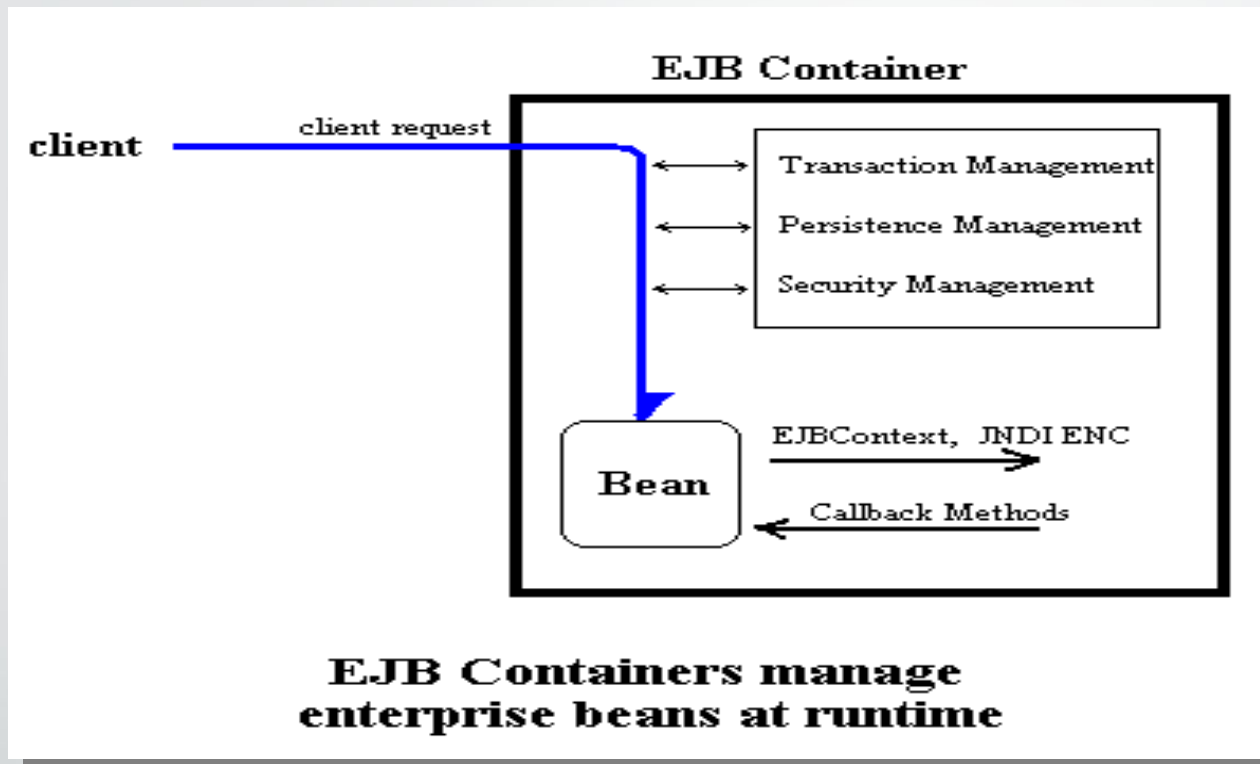 EJB Container
client
client request
Transaction Management
Persistence Management
Security Management
Bean
EJBContext, JNDI ENC
Callback Methods
EJB Containers manage
enterprise beans at runtime